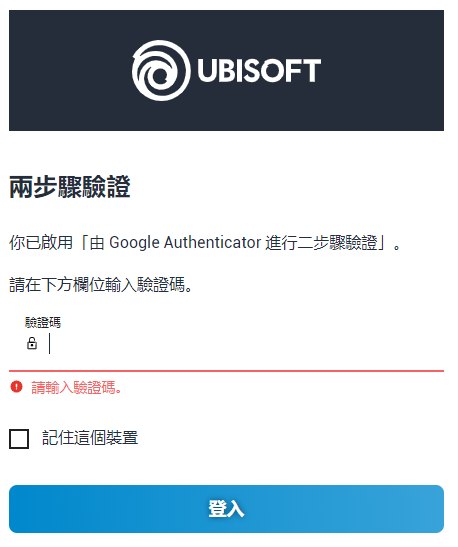 UBISOFT
兩步驟驗證
你已啟用「由 Google Authenticator 進行二步驟驗證」。
請在下方欄位輸入驗證碼。
驗證碼
請輸入驗證碼。
記住這個裝置
登入